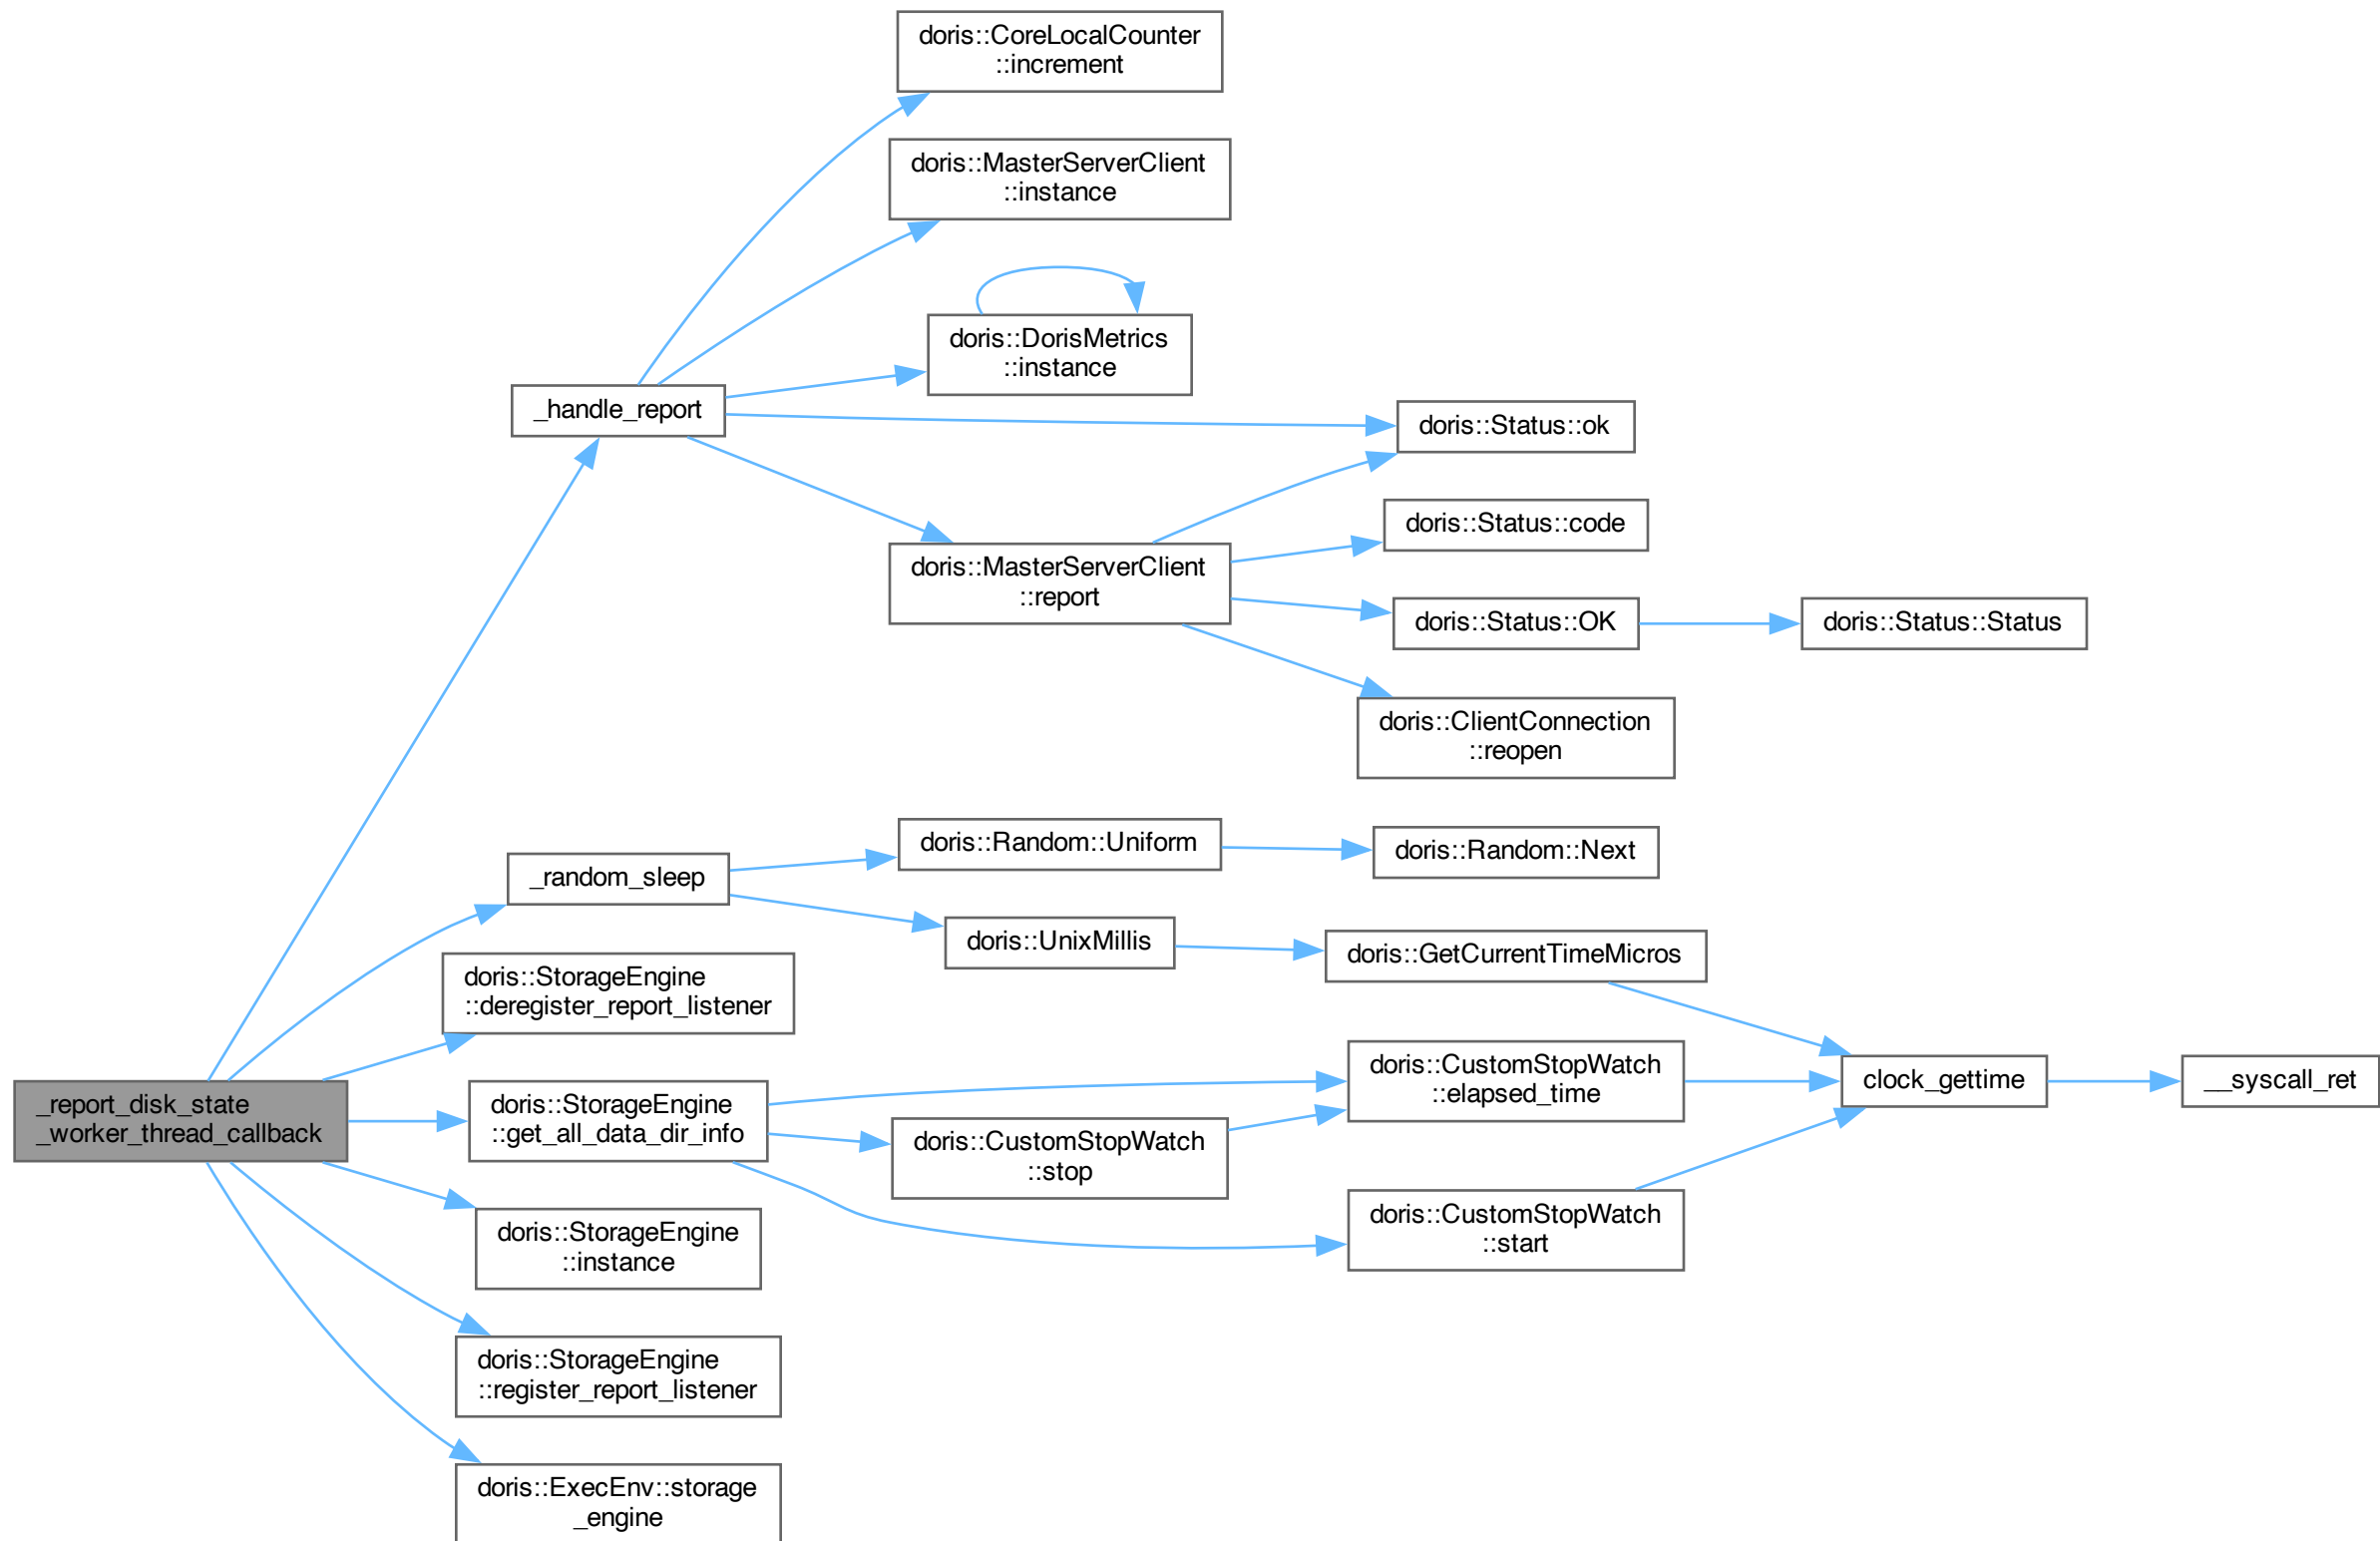 doris::CoreLocalCounter
::increment
doris::MasterServerClient
::instance
doris::DorisMetrics
::instance
_handle_report
doris::Status::ok
doris::Status::code
doris::MasterServerClient
::report
doris::Status::OK
doris::Status::Status
doris::ClientConnection
::reopen
doris::Random::Uniform
doris::Random::Next
_random_sleep
doris::UnixMillis
doris::GetCurrentTimeMicros
doris::StorageEngine
::deregister_report_listener
doris::CustomStopWatch
::elapsed_time
clock_gettime
__syscall_ret
_report_disk_state
_worker_thread_callback
doris::StorageEngine
::get_all_data_dir_info
doris::CustomStopWatch
::stop
doris::CustomStopWatch
::start
doris::StorageEngine
::instance
doris::StorageEngine
::register_report_listener
doris::ExecEnv::storage
_engine